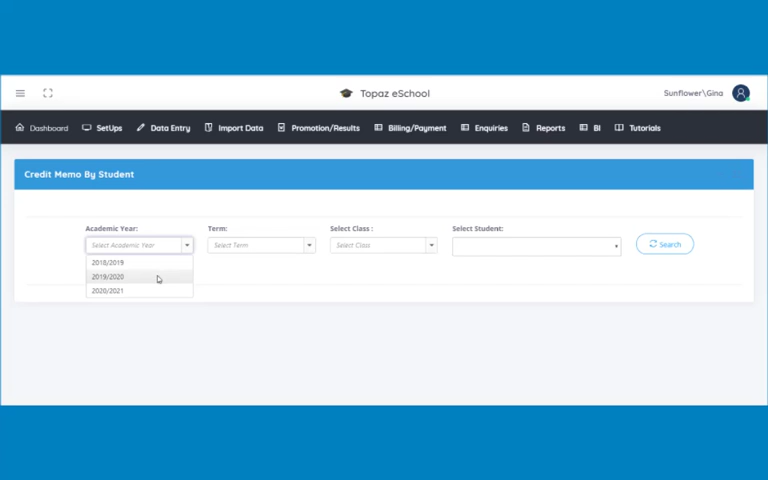 Topaz eSchool
Sunflower\Gina
Dashboard SetUps Data Entry Import Data Promotion/Results Billing/Payment Enquiries Reports BI Tutorials
Credit Memo By Student
Academic Year: Term: Select Class : Select Student:
Select Academic Year Select Term Select Class Search
2018/2019
2019/2020
2020/2021